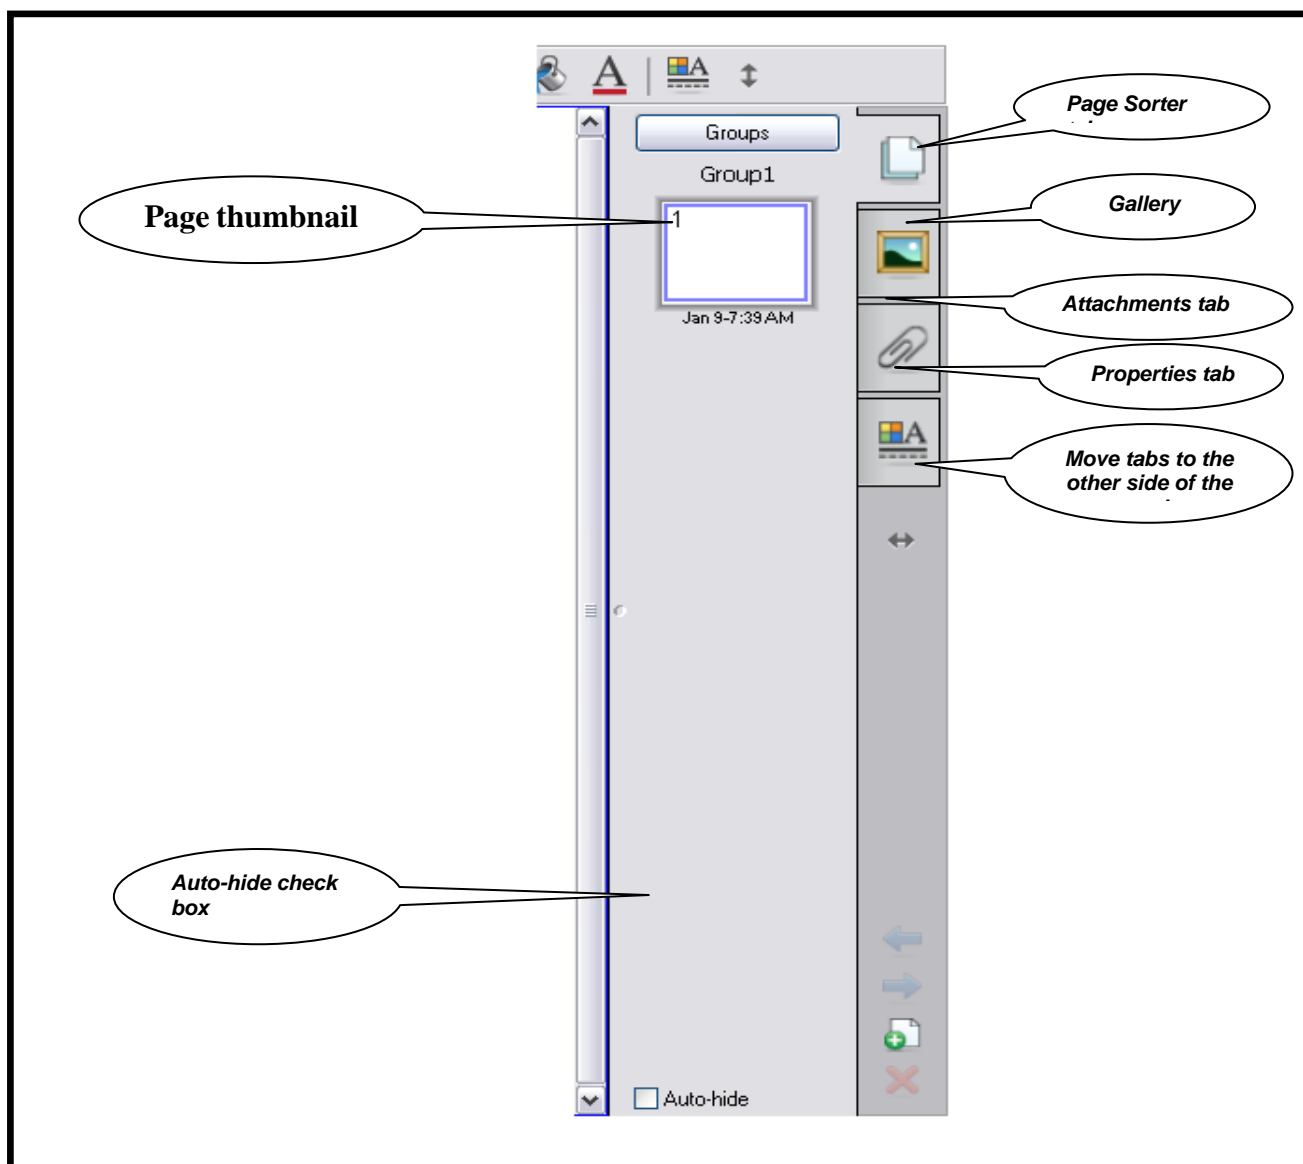 A
A
Groups
Group1
1
Jan 9-7:39 AM
Auto-hide
Page thumbnail
Auto-hide check
box
Page Sorter
Gallery
Attachments tab
Properties tab
A
Move tabs to the
other side of the